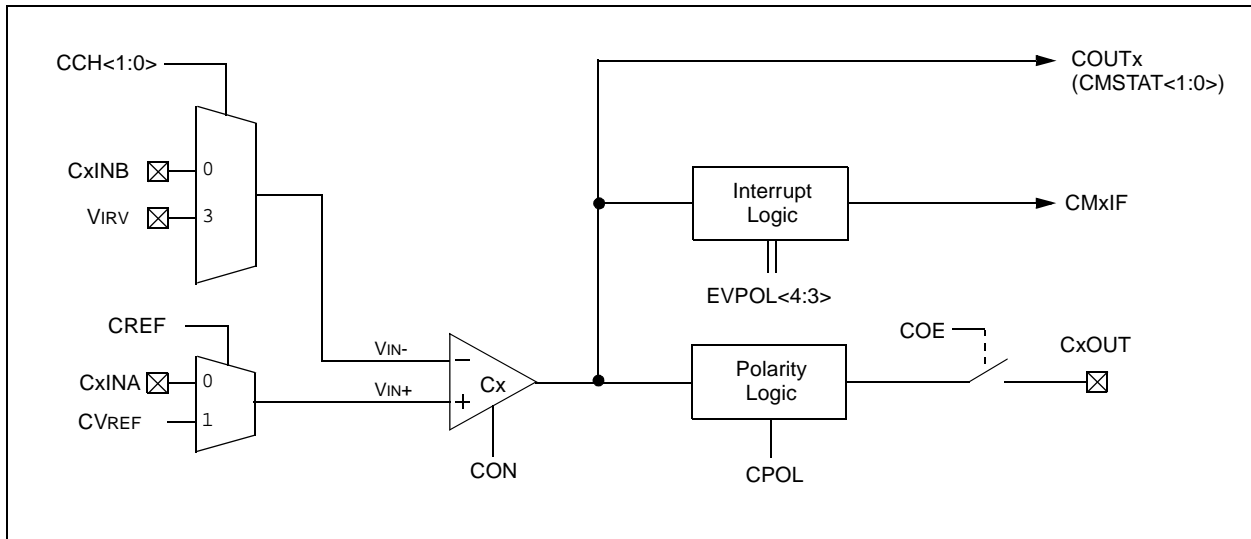 CCH<1:0>
COUTx
(CMSTAT<1:0>)
CxINB
0
VIRV
3
Interrupt
Logic
CMxIF
EVPOL<4:3>
CREF
CxINA
0
CVREF
1
VIN-
VIN+
−
+
Cx
CON
Polarity
Logic
CPOL
COE
CxOUT